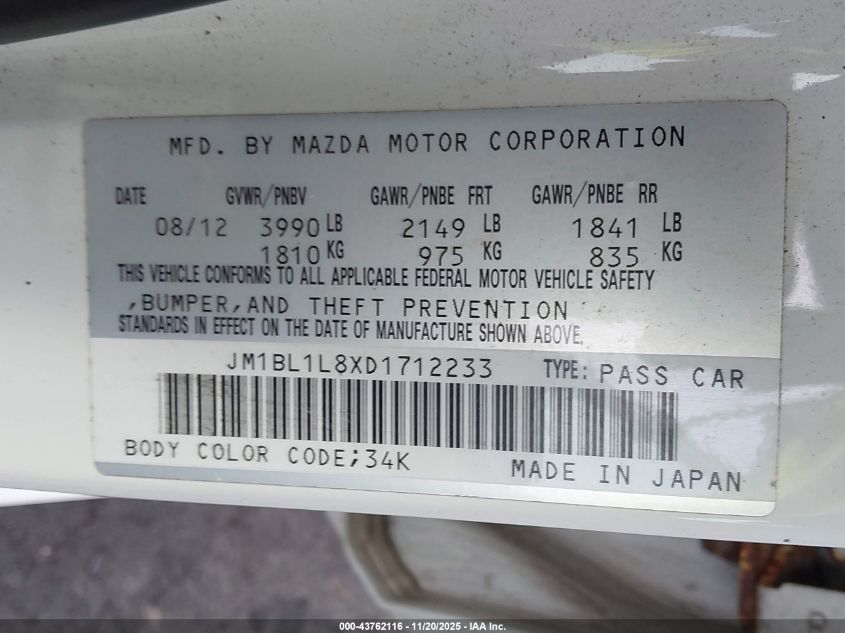 MFD. BY MAZDA MOTOR CORPORATION
DATE GVWR/PNBV GAWR/PNBE FRT GAWR/PNBE RR
08/12 3990 LB 2149 LB 1841 LB
1810 KG 975 KG 835 KG
THIS VEHICLE CONFORMS TO ALL APPLICABLE FEDERAL MOTOR VEHICLE SAFETY
,BUMPER,AND THEFT PREVENTION
STANDARDS IN EFFECT ON THE DATE OF MANUFACTURE SHOWN ABOVE.
JM1BL1L8XD1712233 TYPE: PASS CAR
BODY COLOR CODE;34K
MADE IN JAPAN
000-43762116 - 11/20/2025 - IAA Inc.